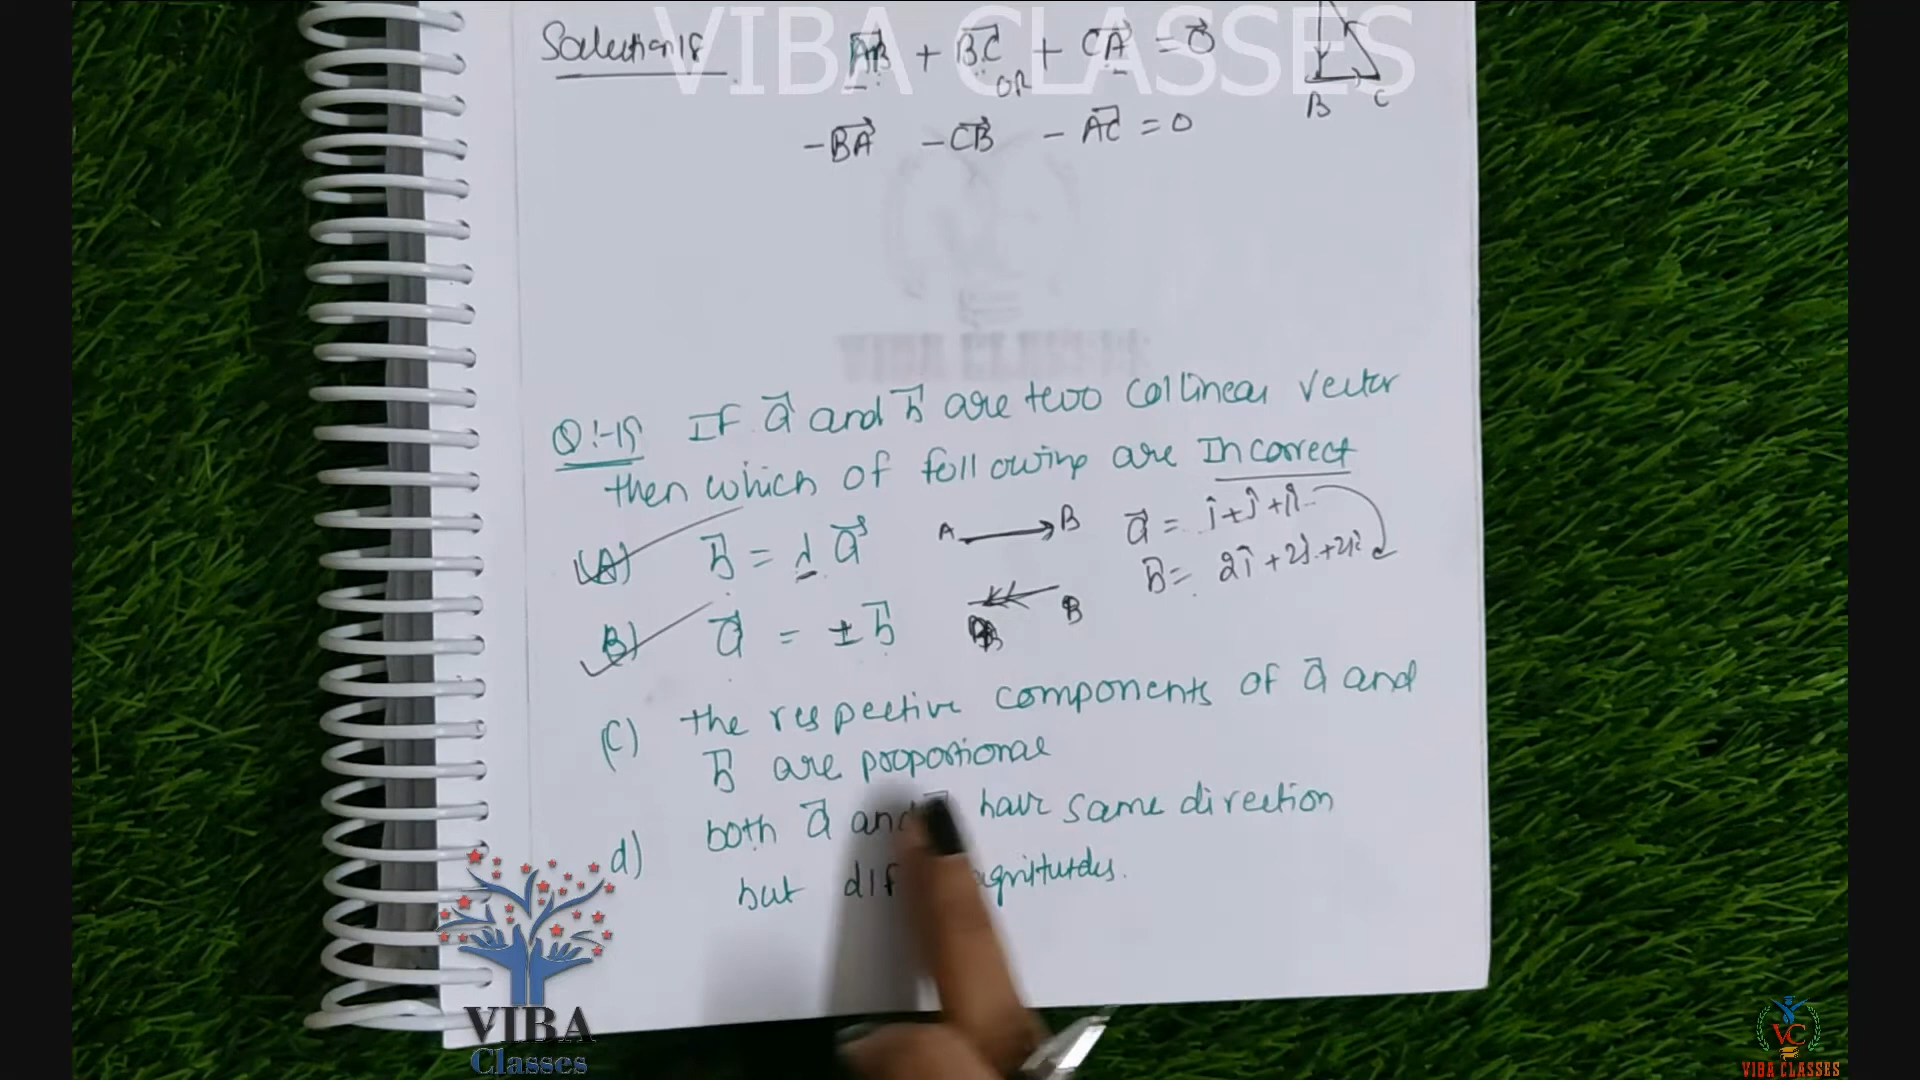 VIBA CLASSES
Solution 18
AB + BC + CA = 0
OR
-BA - CB - AC = 0
B C
VIBA CLASSES
Q:-19 If a and b are two collinear vector
then which of following are Incorrect
(A) b = λ a
A B
a = i+j+k
b = 2i+2j+2k
B) a = ± b
B
(C) the respective components of a and
b are proportional
d) both a and have same direction
but
VIBA
Classes
VC
VIBA CLASSES